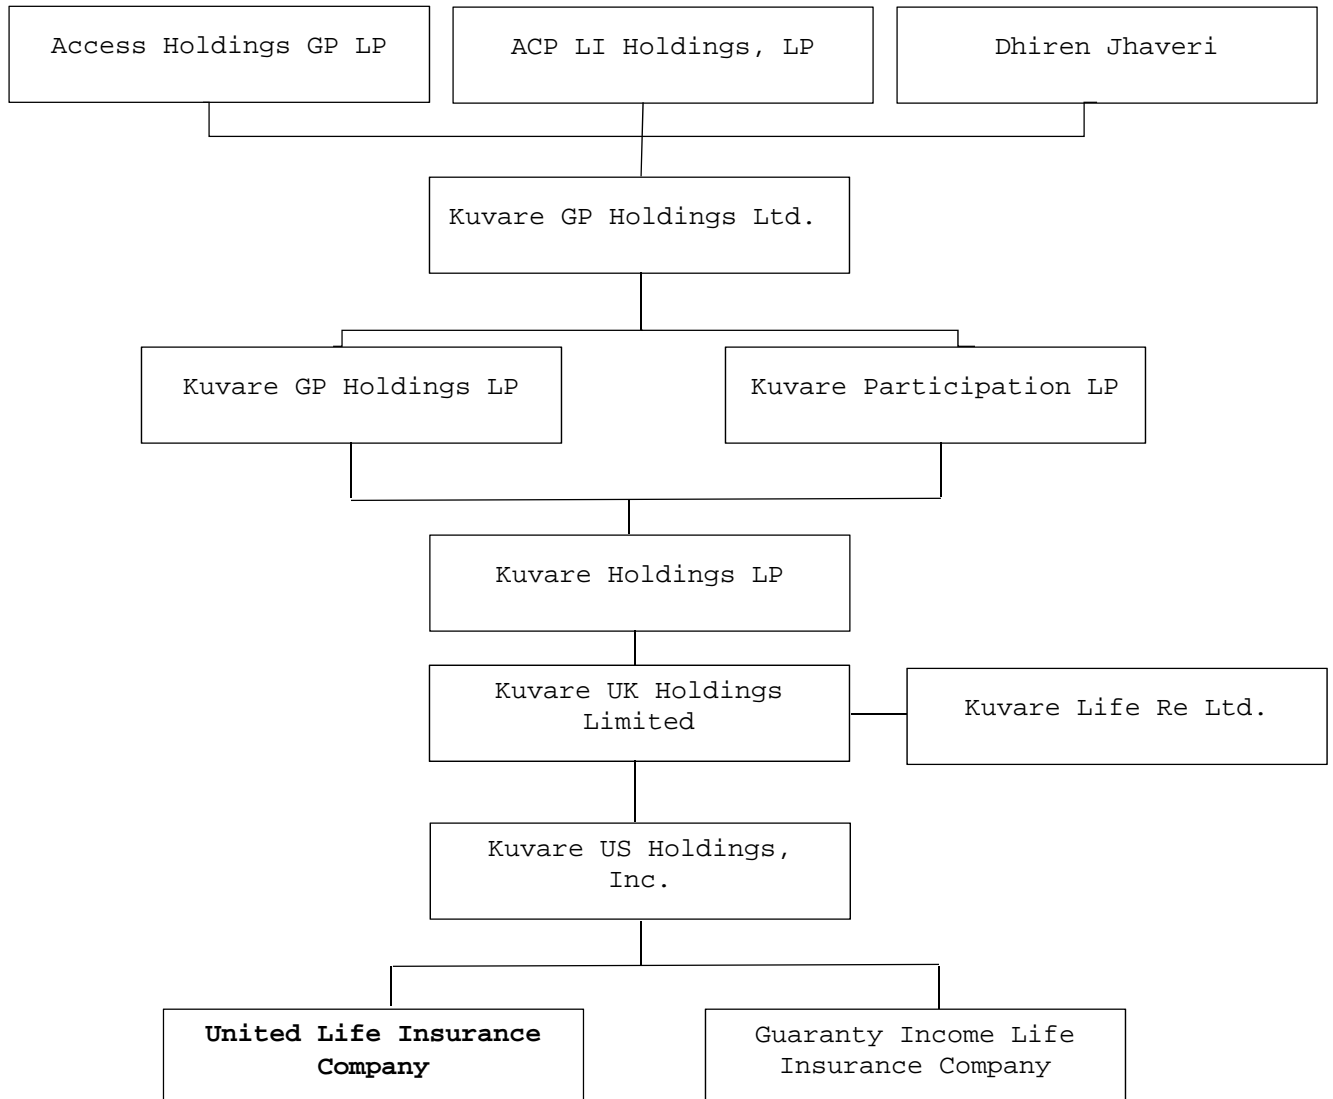 Access Holdings GP LP
ACP LI Holdings, LP
Dhiren Jhaveri
Kuvare GP Holdings Ltd.
Kuvare GP Holdings LP
Kuvare Participation LP
Kuvare Holdings LP
Kuvare UK Holdings
Limited
Kuvare Life Re Ltd.
Kuvare US Holdings,
Inc.
United Life Insurance
Company
Guaranty Income Life
Insurance Company